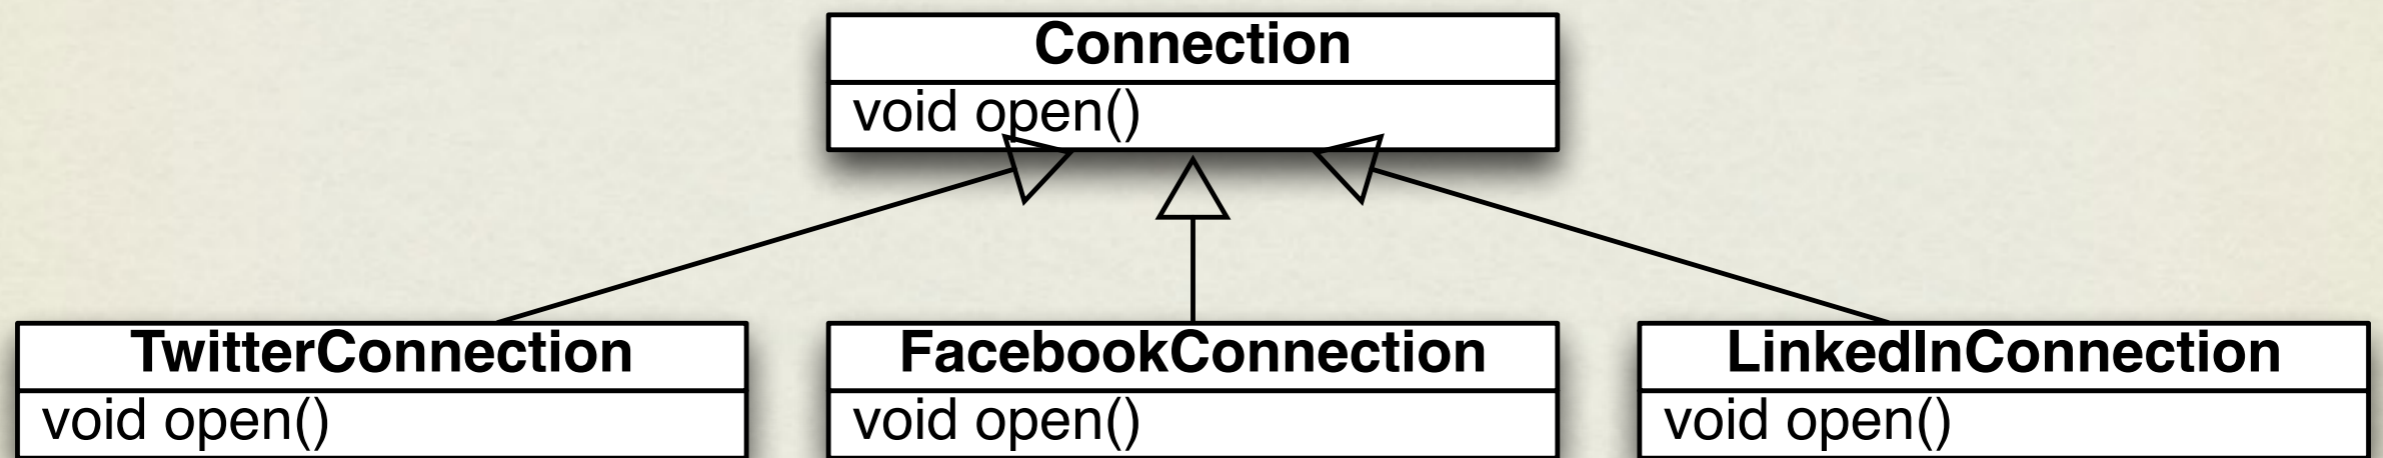 Connection
void open()
TwitterConnection
void open()
FacebookConnection
void open()
LinkedInConnection
void open()